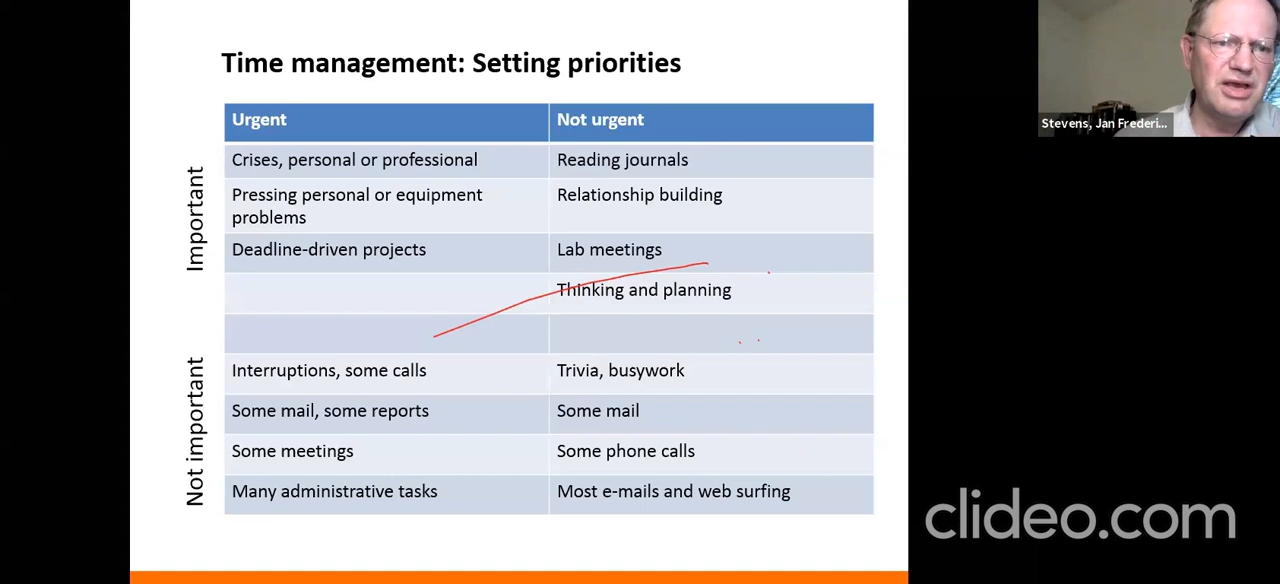 Time management: Setting priorities
Urgent
Not urgent
Important
Crises, personal or professional
Reading journals
Pressing personal or equipment
problems
Relationship building
Deadline-driven projects
Lab meetings
Thinking and planning
Not important
Interruptions, some calls
Trivia, busywork
Some mail, some reports
Some mail
Some meetings
Some phone calls
Many administrative tasks
Most e-mails and web surfing
Stevens, Jan Frederi...
clideo.com